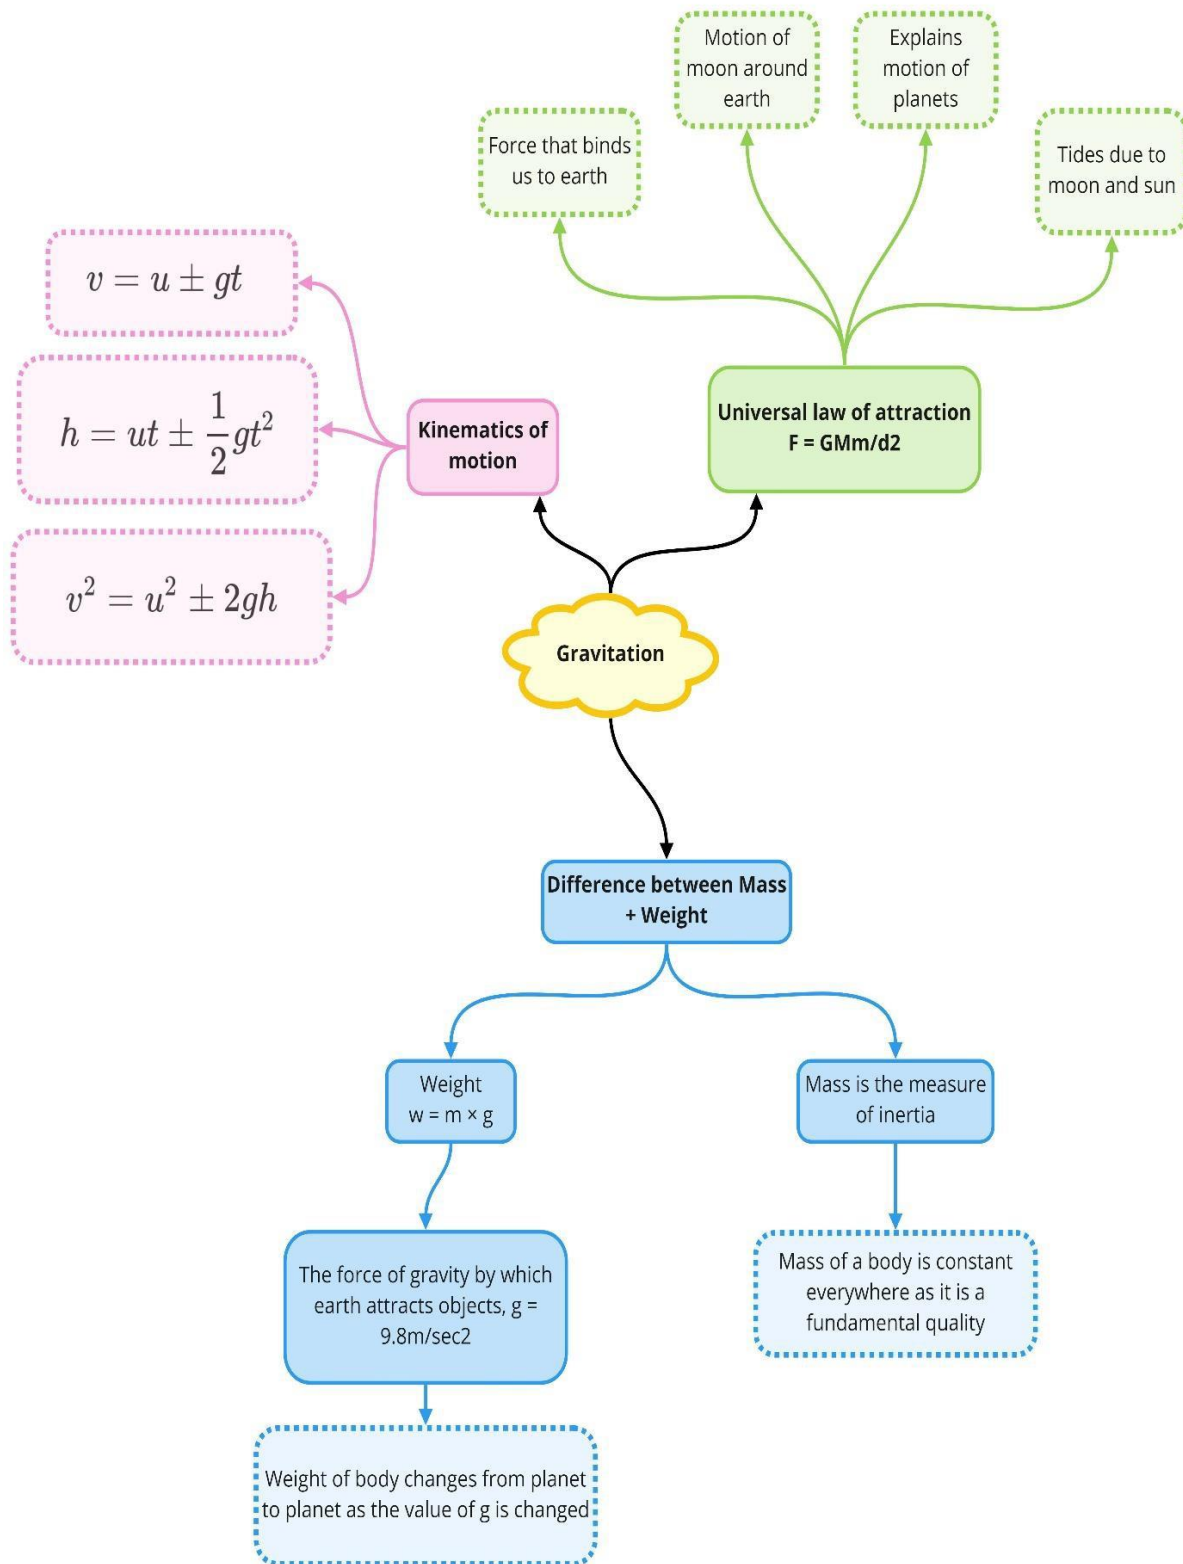 Motion of
moon around
earth
Explains
motion of
planets
Force that binds
us to earth
Tides due to
moon and sun
v = u ± gt
h = ut ± 1/2 gt²
v² = u² ± 2gh
Kinematics of
motion
Universal law of attraction
F = GMm/d2
Gravitation
Difference between Mass
+ Weight
Weight
w = m × g
Mass is the measure
of inertia
The force of gravity by which
earth attracts objects, g =
9.8m/sec2
Mass of a body is constant
everywhere as it is a
fundamental quality
Weight of body changes from planet
to planet as the value of g is changed